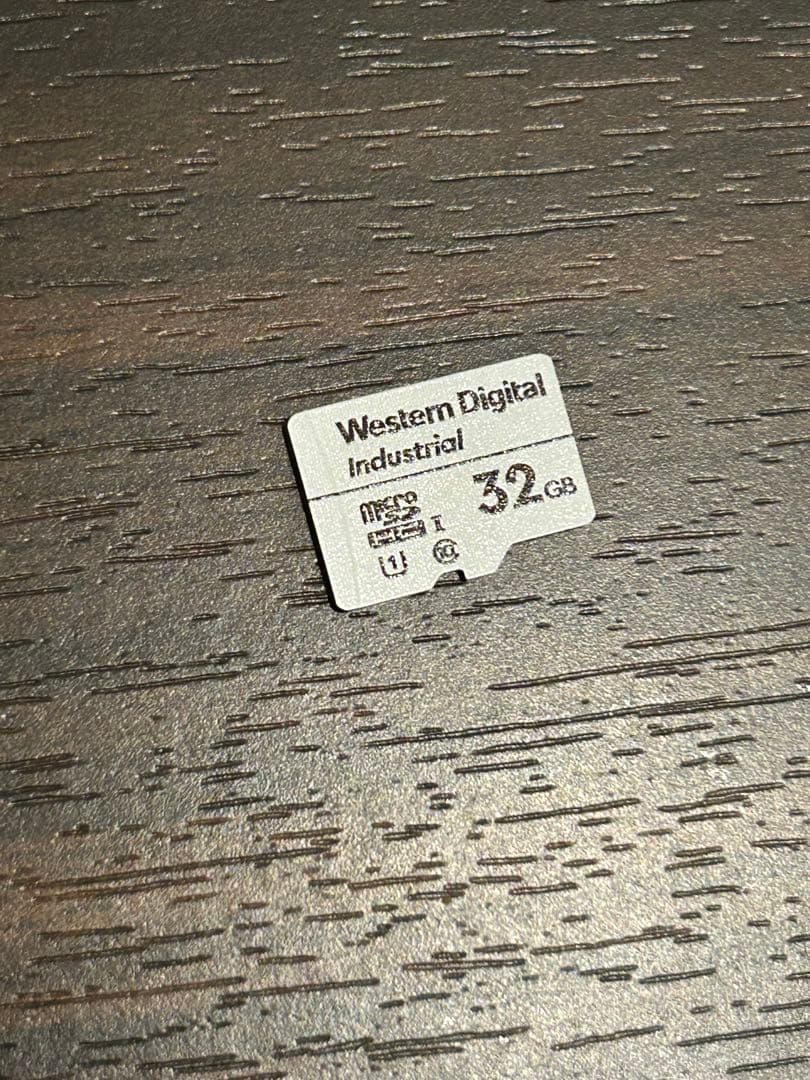 Western Digital
Industrial
32GB
micro
SD
HC I
U1
10